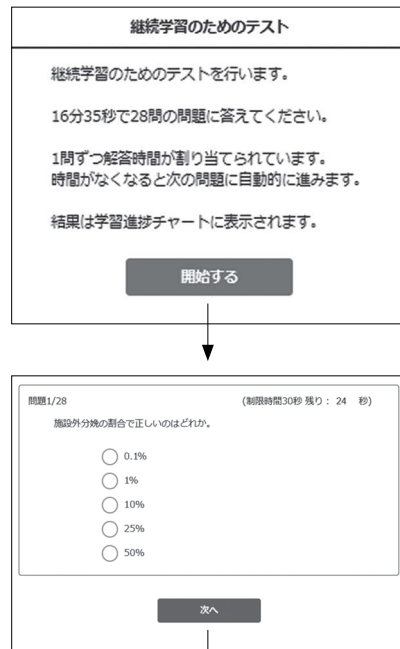 継続学習のためのテスト
継続学習のためのテストを行います。
16分35秒で28問の問題に答えてください。
1問ずつ解答時間が割り当てられています。
時間がなくなると次の問題に自動的に進みます。
結果は学習進捗チャートに表示されます。
開始する
問題1/28 (制限時間30秒 残り： 24 秒)
施設外分娩の割合で正しいのはどれか。
0.1%
1%
10%
25%
50%
次へ